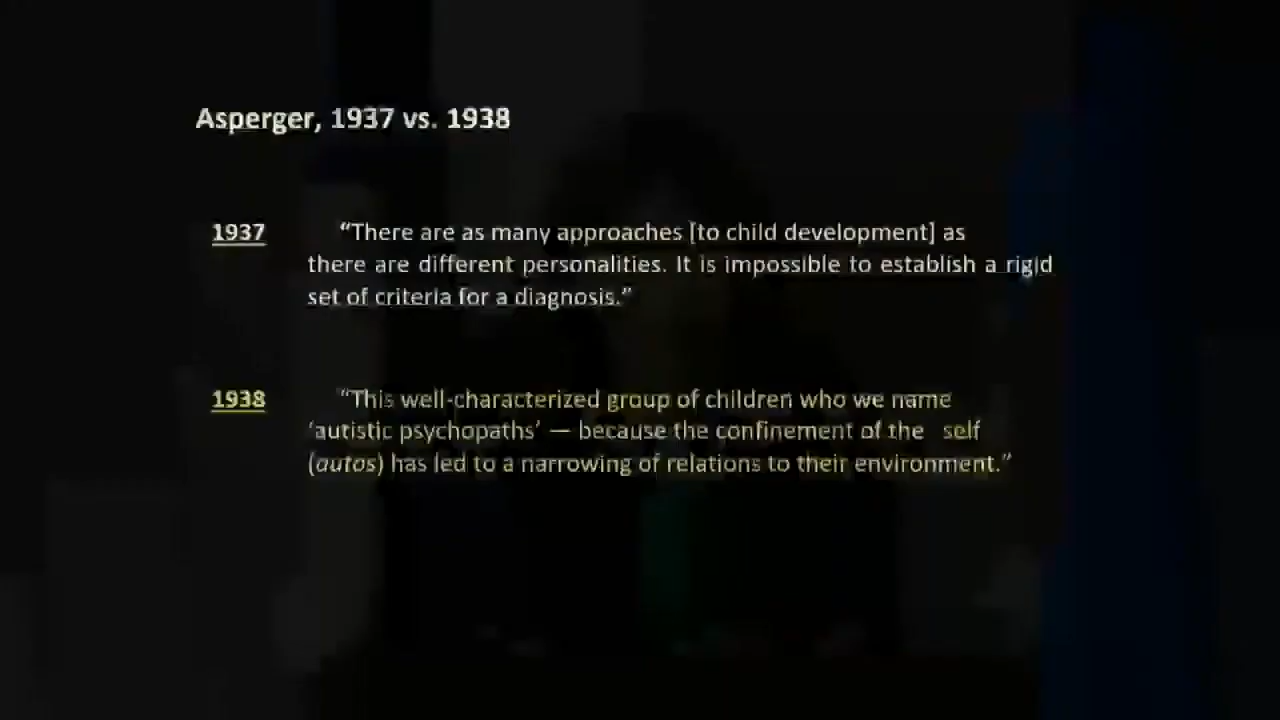 Asperger, 1937 vs. 1938
1937 “There are as many approaches [to child development] as
there are different personalities. It is impossible to establish a rigid
set of criteria for a diagnosis.”
1938 “This well-characterized group of children who we name
‘autistic psychopaths’ — because the confinement of the self
(autos) has led to a narrowing of relations to their environment.”